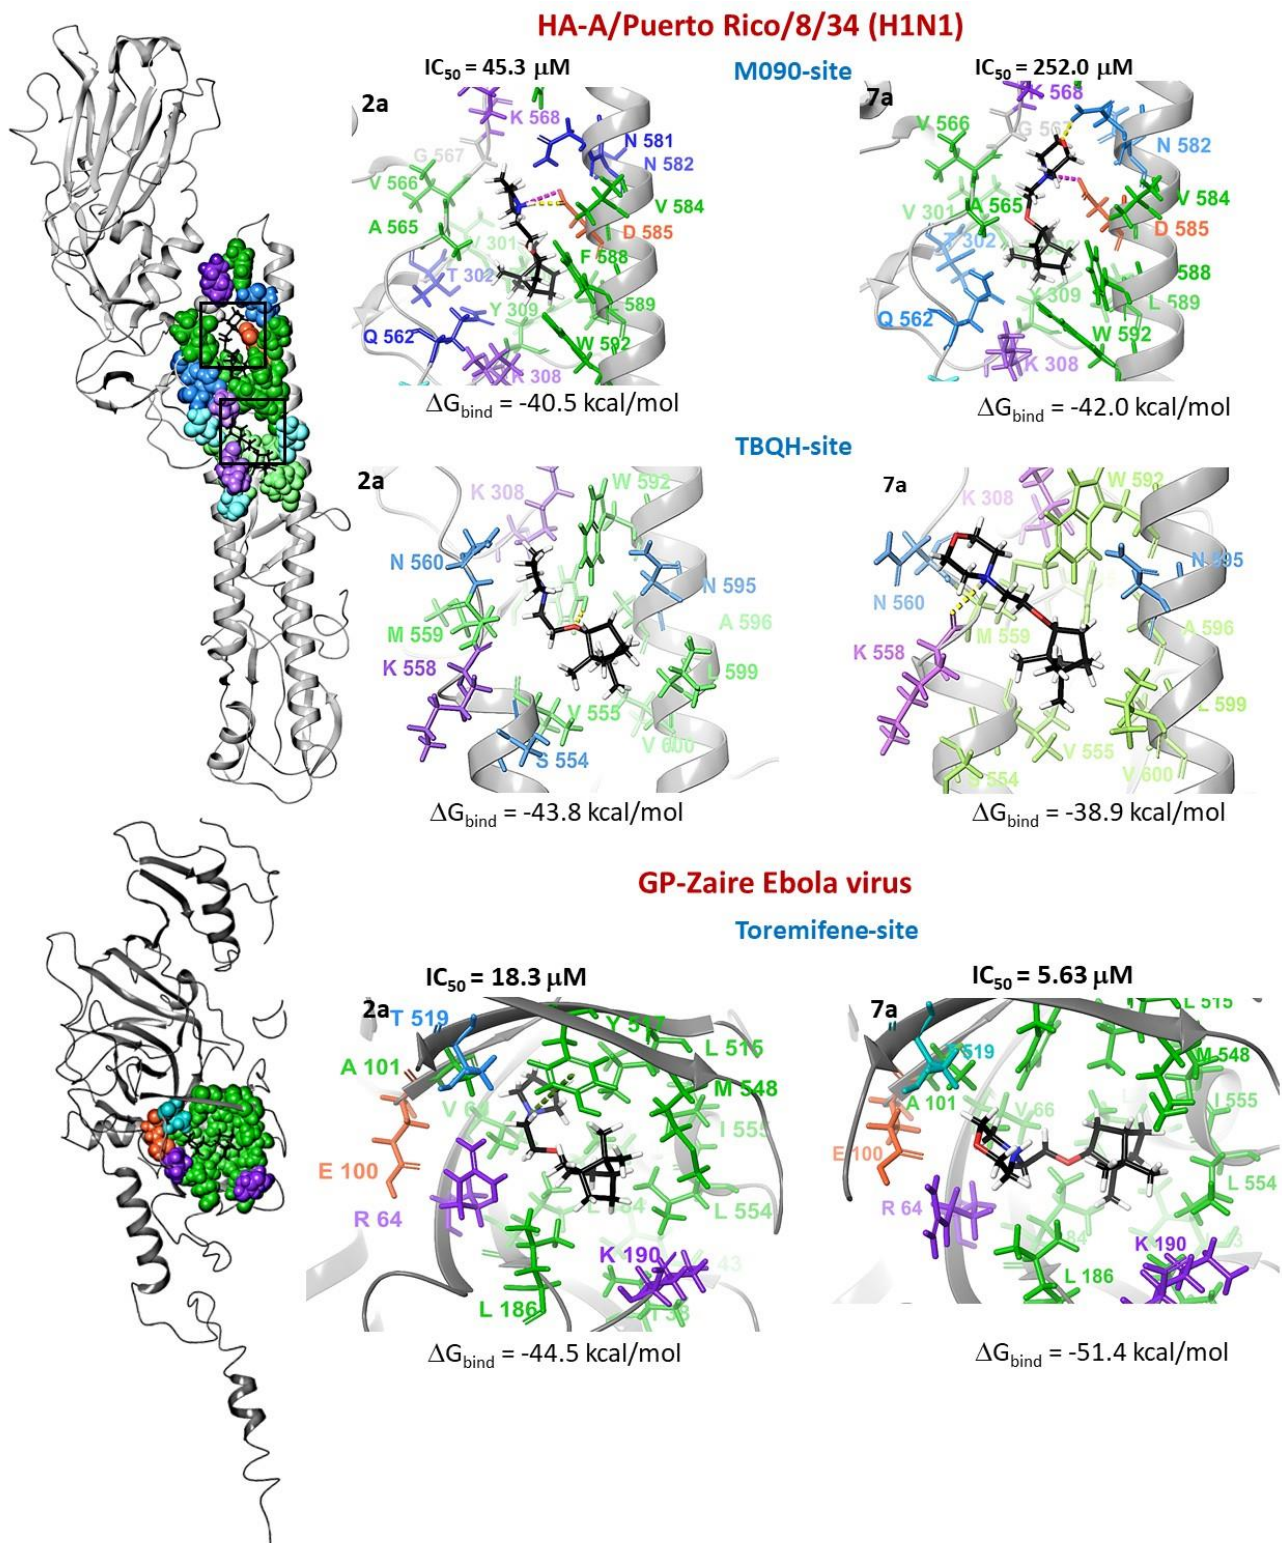 HA-A/Puerto Rico/8/34 (H1N1)
IC50 = 45.3 μM
M090-site
IC50 = 252.0 μM
2a
K 568
N 581
N 582
G 567
V 566
A 565
V 584
D 585
V 301
F 588
T 302
L 589
Y 309
Q 562
W 592
K 308
ΔGbind = -40.5 kcal/mol
7a
K 568
V 566
G 567
N 582
A 565
V 584
V 301
D 585
302
588
309
L 589
Q 562
W 592
K 308
ΔGbind = -42.0 kcal/mol
TBQH-site
2a
K 308
W 592
N 560
N 595
M 559
A 596
K 558
L 599
V 555
V 600
S 554
ΔGbind = -43.8 kcal/mol
7a
K 308
W 592
N 595
N 560
M 559
A 596
K 558
L 599
V 555
V 600
S 554
ΔGbind = -38.9 kcal/mol
GP-Zaire Ebola virus
Toremifene-site
IC50 = 18.3 μM
IC50 = 5.63 μM
2a
T 519
Y 517
L 515
A 101
M 548
I 555
E 100
R 64
L 554
K 190
L 186
ΔGbind = -44.5 kcal/mol
7a
L 515
519
M 548
A 101
I 555
V 66
E 100
L 554
R 64
K 190
L 186
ΔGbind = -51.4 kcal/mol